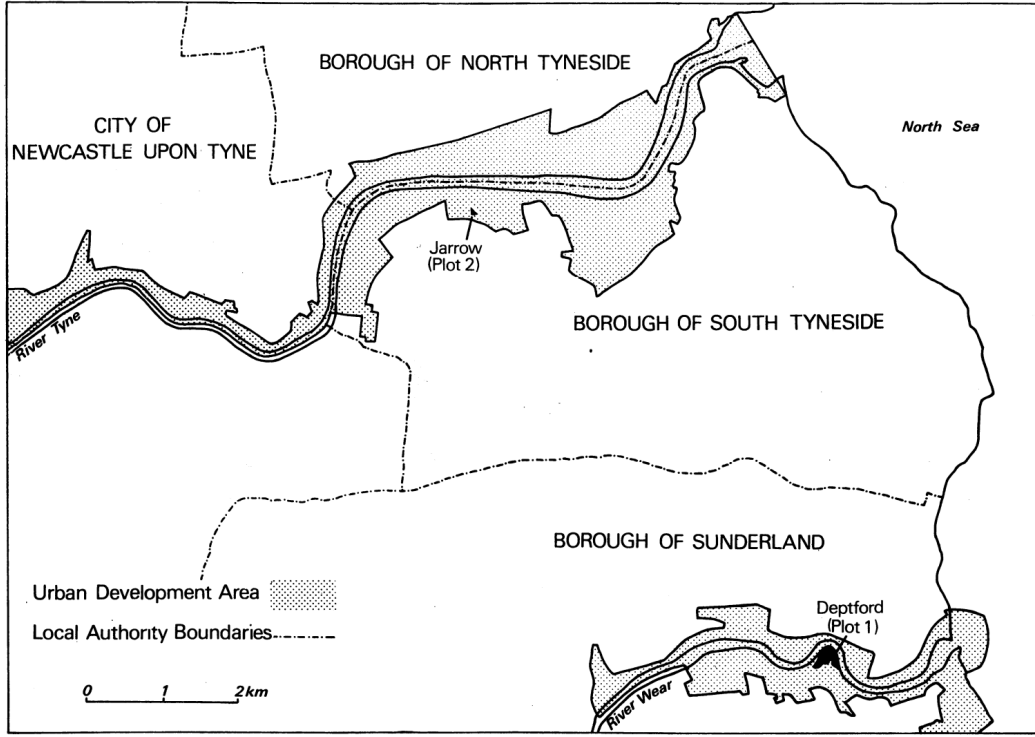 BOROUGH OF NORTH TYNESIDE
CITY OF
NEWCASTLE UPON TYNE
North Sea
Jarrow
(Plot 2)
River Tyne
BOROUGH OF SOUTH TYNESIDE
BOROUGH OF SUNDERLAND
Urban Development Area
Local Authority Boundaries
Deptford
(Plot 1)
0 1 2km
River Wear